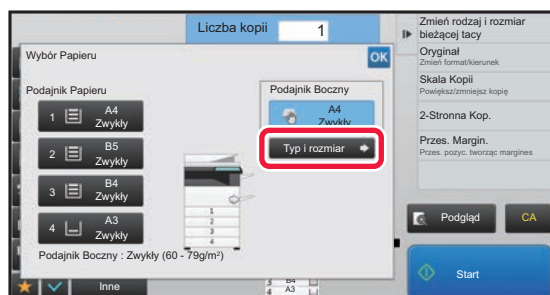 Liczba kopii 1
Wybór Papieru
OK
Podajnik Papieru
1 A4
Zwykły
2 B5
Zwykły
3 B4
Zwykły
4 A3
Zwykły
Podajnik Boczny
A4
Zwykły
Typ i rozmiar
1
2
3
4
Podajnik Boczny : Zwykły (60 - 79g/m²)
Inne
3 B4
4 A3
Zmień rodzaj i rozmiar
bieżącej tacy
Oryginał
Zmień format/kierunek
Skala Kopii
Powiększ/zmniejsz kopię
2-Stronna Kop.
Przes. Margin.
Przes. pozyc. tworząc margines
Podgląd
CA
Start